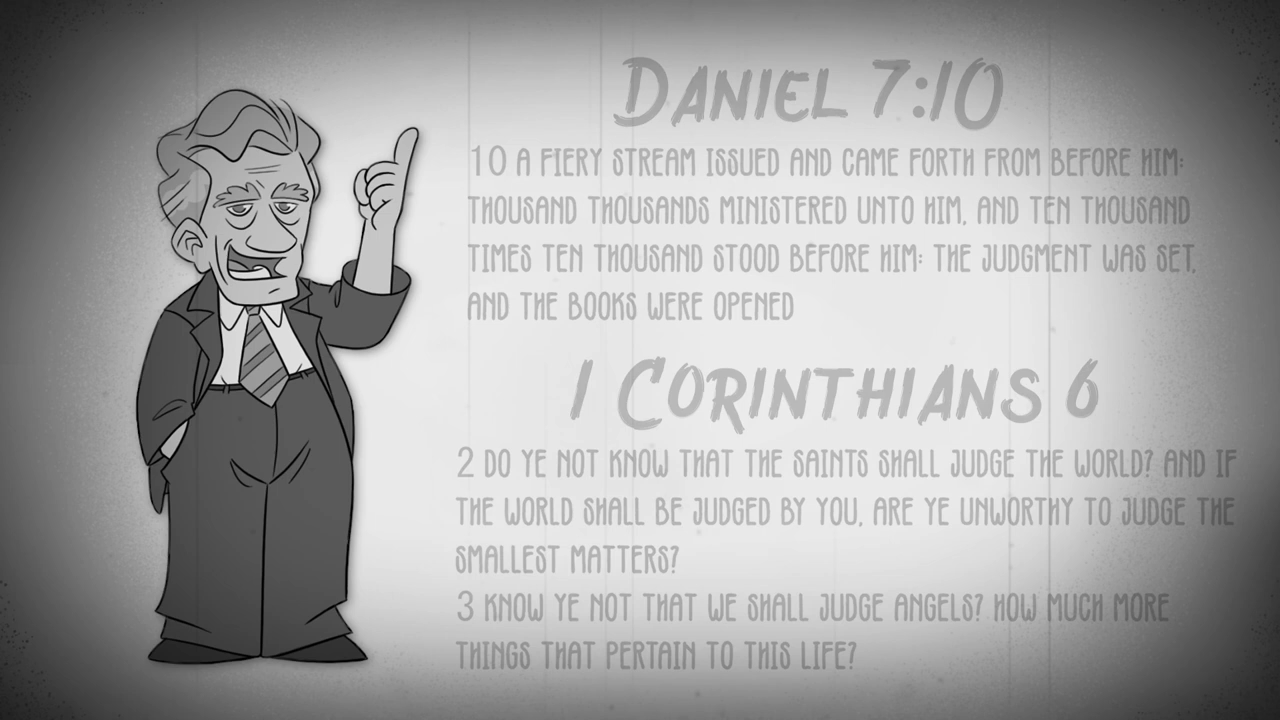 DANIEL 7:10
10 A FIERY STREAM ISSUED AND CAME FORTH FROM BEFORE HIM:
THOUSAND THOUSANDS MINISTERED UNTO HIM, AND TEN THOUSAND
TIMES TEN THOUSAND STOOD BEFORE HIM: THE JUDGMENT WAS SET,
AND THE BOOKS WERE OPENED
1 CORINTHIANS 6
2 DO YE NOT KNOW THAT THE SAINTS SHALL JUDGE THE WORLD? AND IF
THE WORLD SHALL BE JUDGED BY YOU, ARE YE UNWORTHY TO JUDGE THE
SMALLEST MATTERS?
3 KNOW YE NOT THAT WE SHALL JUDGE ANGELS? HOW MUCH MORE
THINGS THAT PERTAIN TO THIS LIFE?